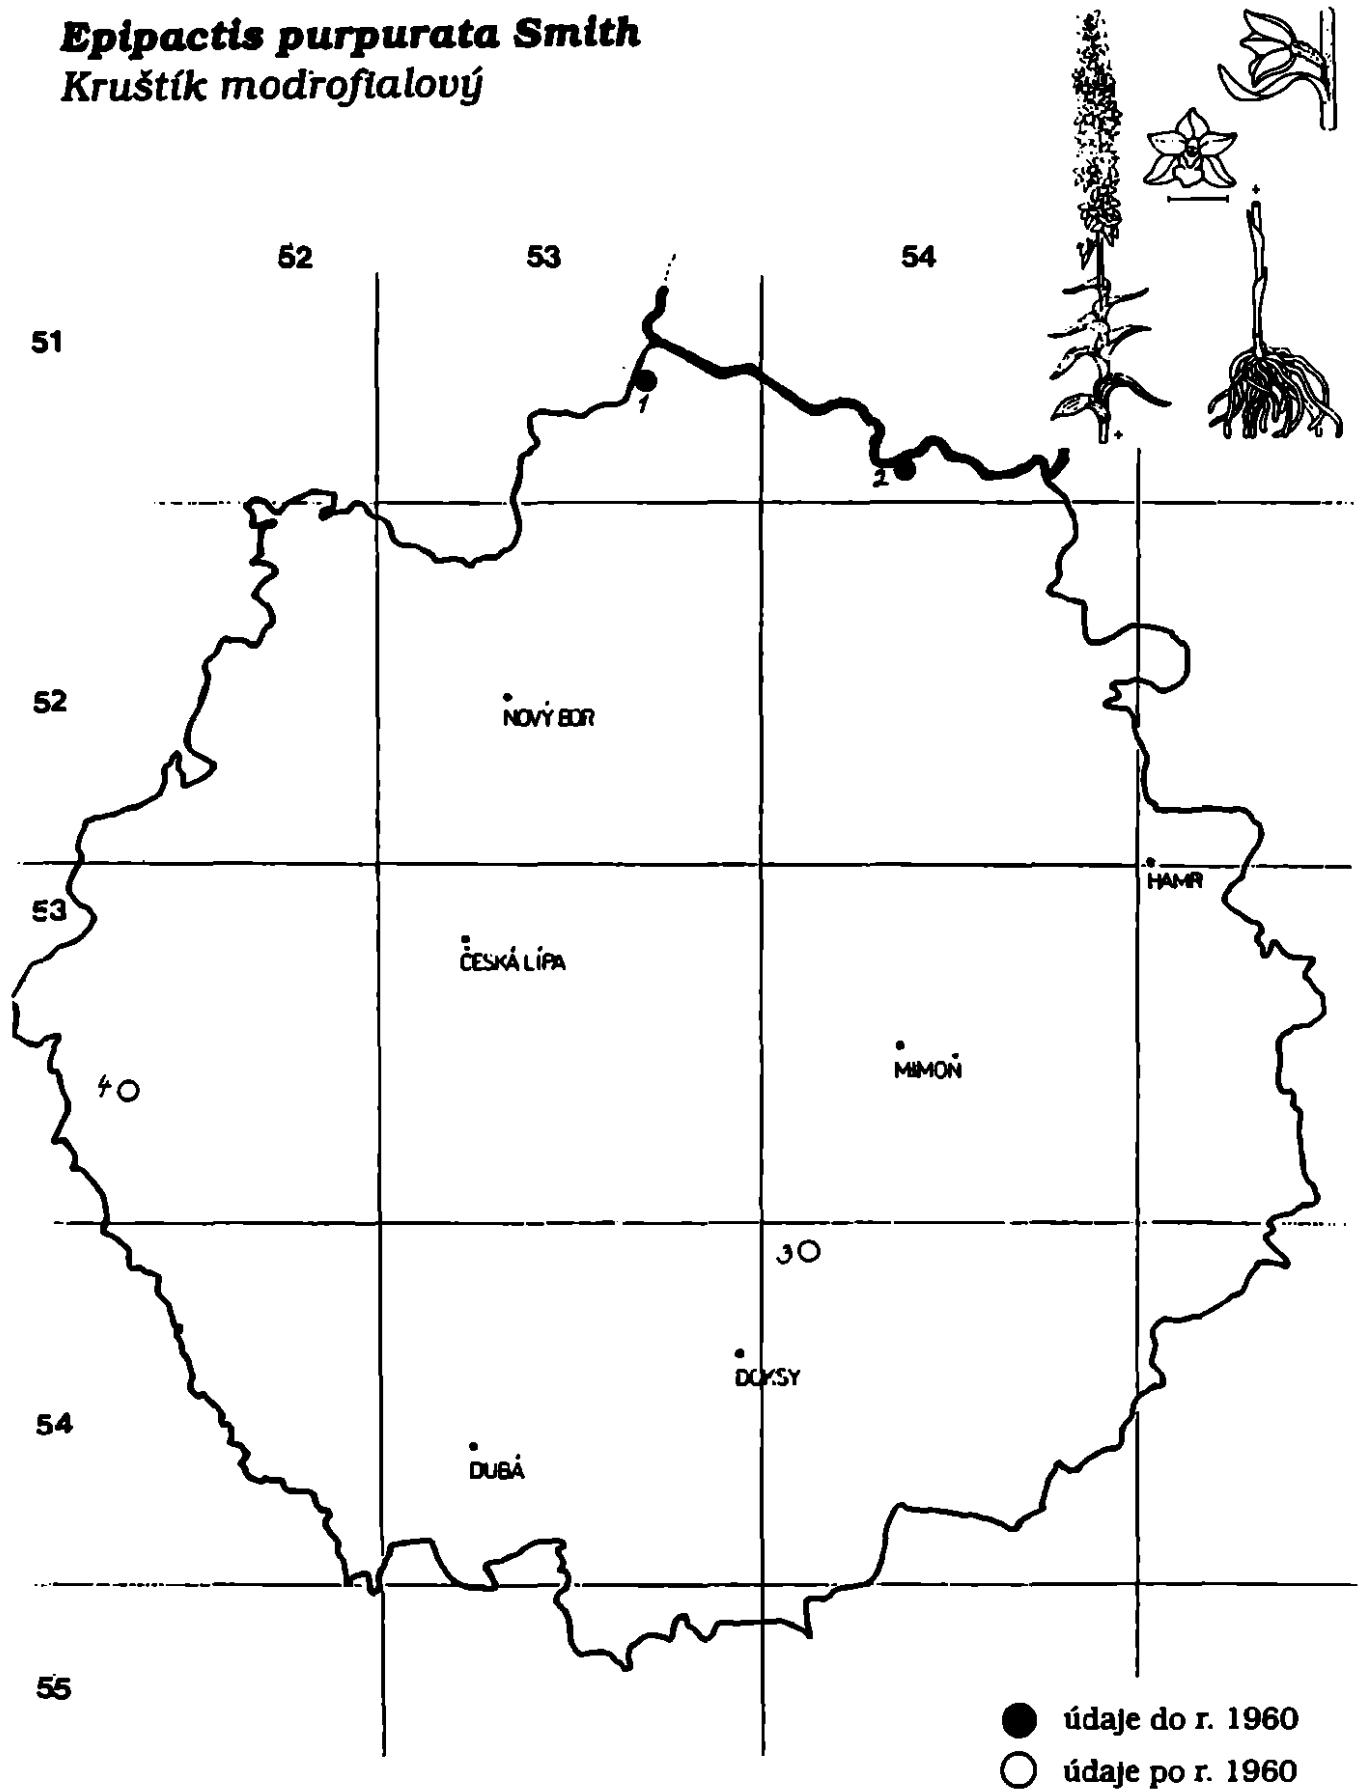 Epipactis purpurata Smith
Kruštík modrofialový
52 53 54
51
1
2
52
NOVÝ BOR
HAMR
53
ČESKÁ LÍPA
MIMOŇ
4
3
DOKSY
54
DUBÁ
55
údaje do r. 1960
údaje po r. 1960